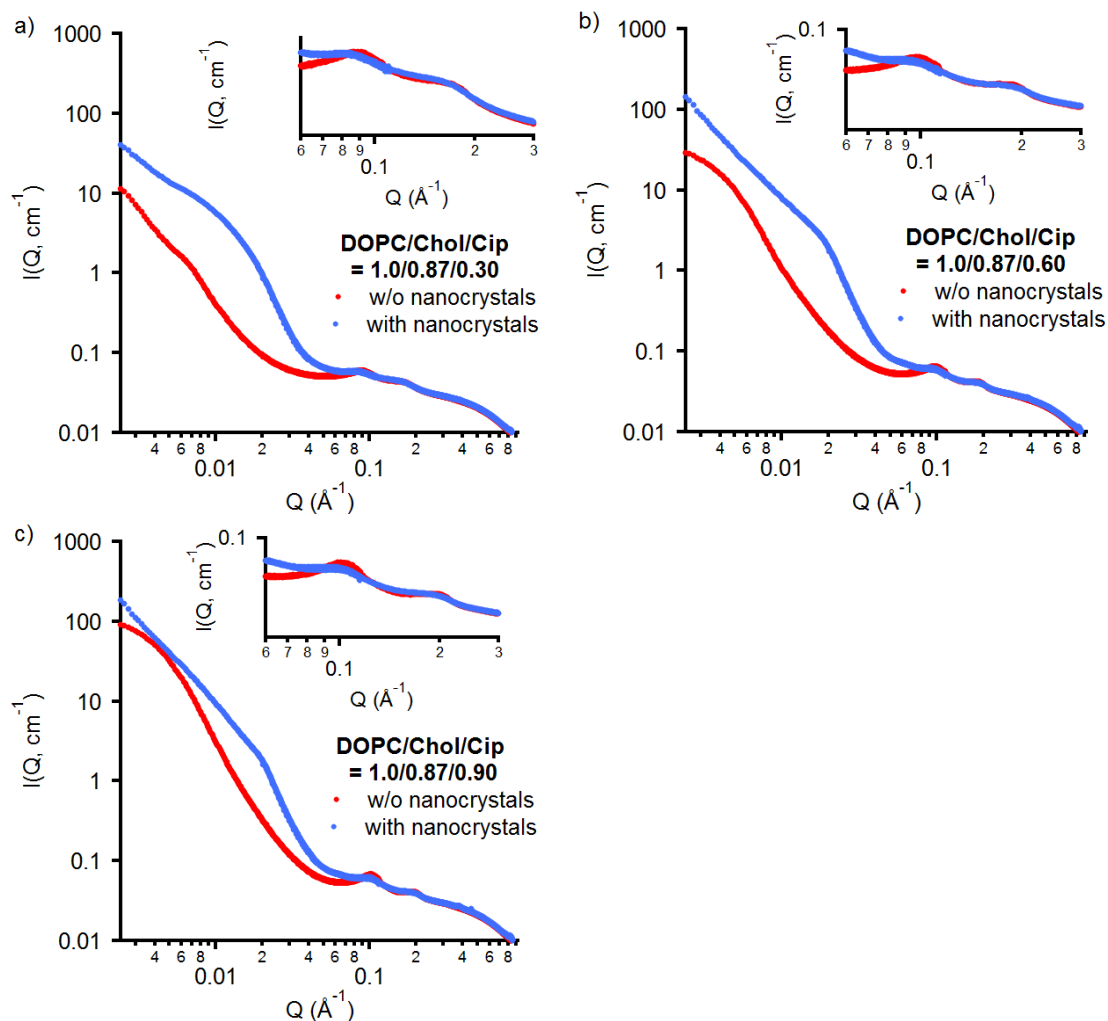 a)
1000
100
10
1
0.1
0.01
I(Q, cm⁻¹)
4 6 8 2 4 6 8 2 4 6 8
0.01 0.1
Q (Å⁻¹)
I(Q, cm⁻¹)
6 7 8 9 2 3
0.1
Q (Å⁻¹)
DOPC/Chol/Cip
= 1.0/0.87/0.30
w/o nanocrystals
with nanocrystals
b)
1000
100
10
1
0.1
0.01
I(Q, cm⁻¹)
4 6 8 2 4 6 8 2 4 6 8
0.01 0.1
Q (Å⁻¹)
0.1
I(Q, cm⁻¹)
6 7 8 9 2 3
0.1
Q (Å⁻¹)
DOPC/Chol/Cip
= 1.0/0.87/0.60
w/o nanocrystals
with nanocrystals
c)
1000
100
10
1
0.1
0.01
I(Q, cm⁻¹)
4 6 8 2 4 6 8 2 4 6 8
0.01 0.1
Q (Å⁻¹)
0.1
I(Q, cm⁻¹)
6 7 8 9 2 3
0.1
Q (Å⁻¹)
DOPC/Chol/Cip
= 1.0/0.87/0.90
w/o nanocrystals
with nanocrystals